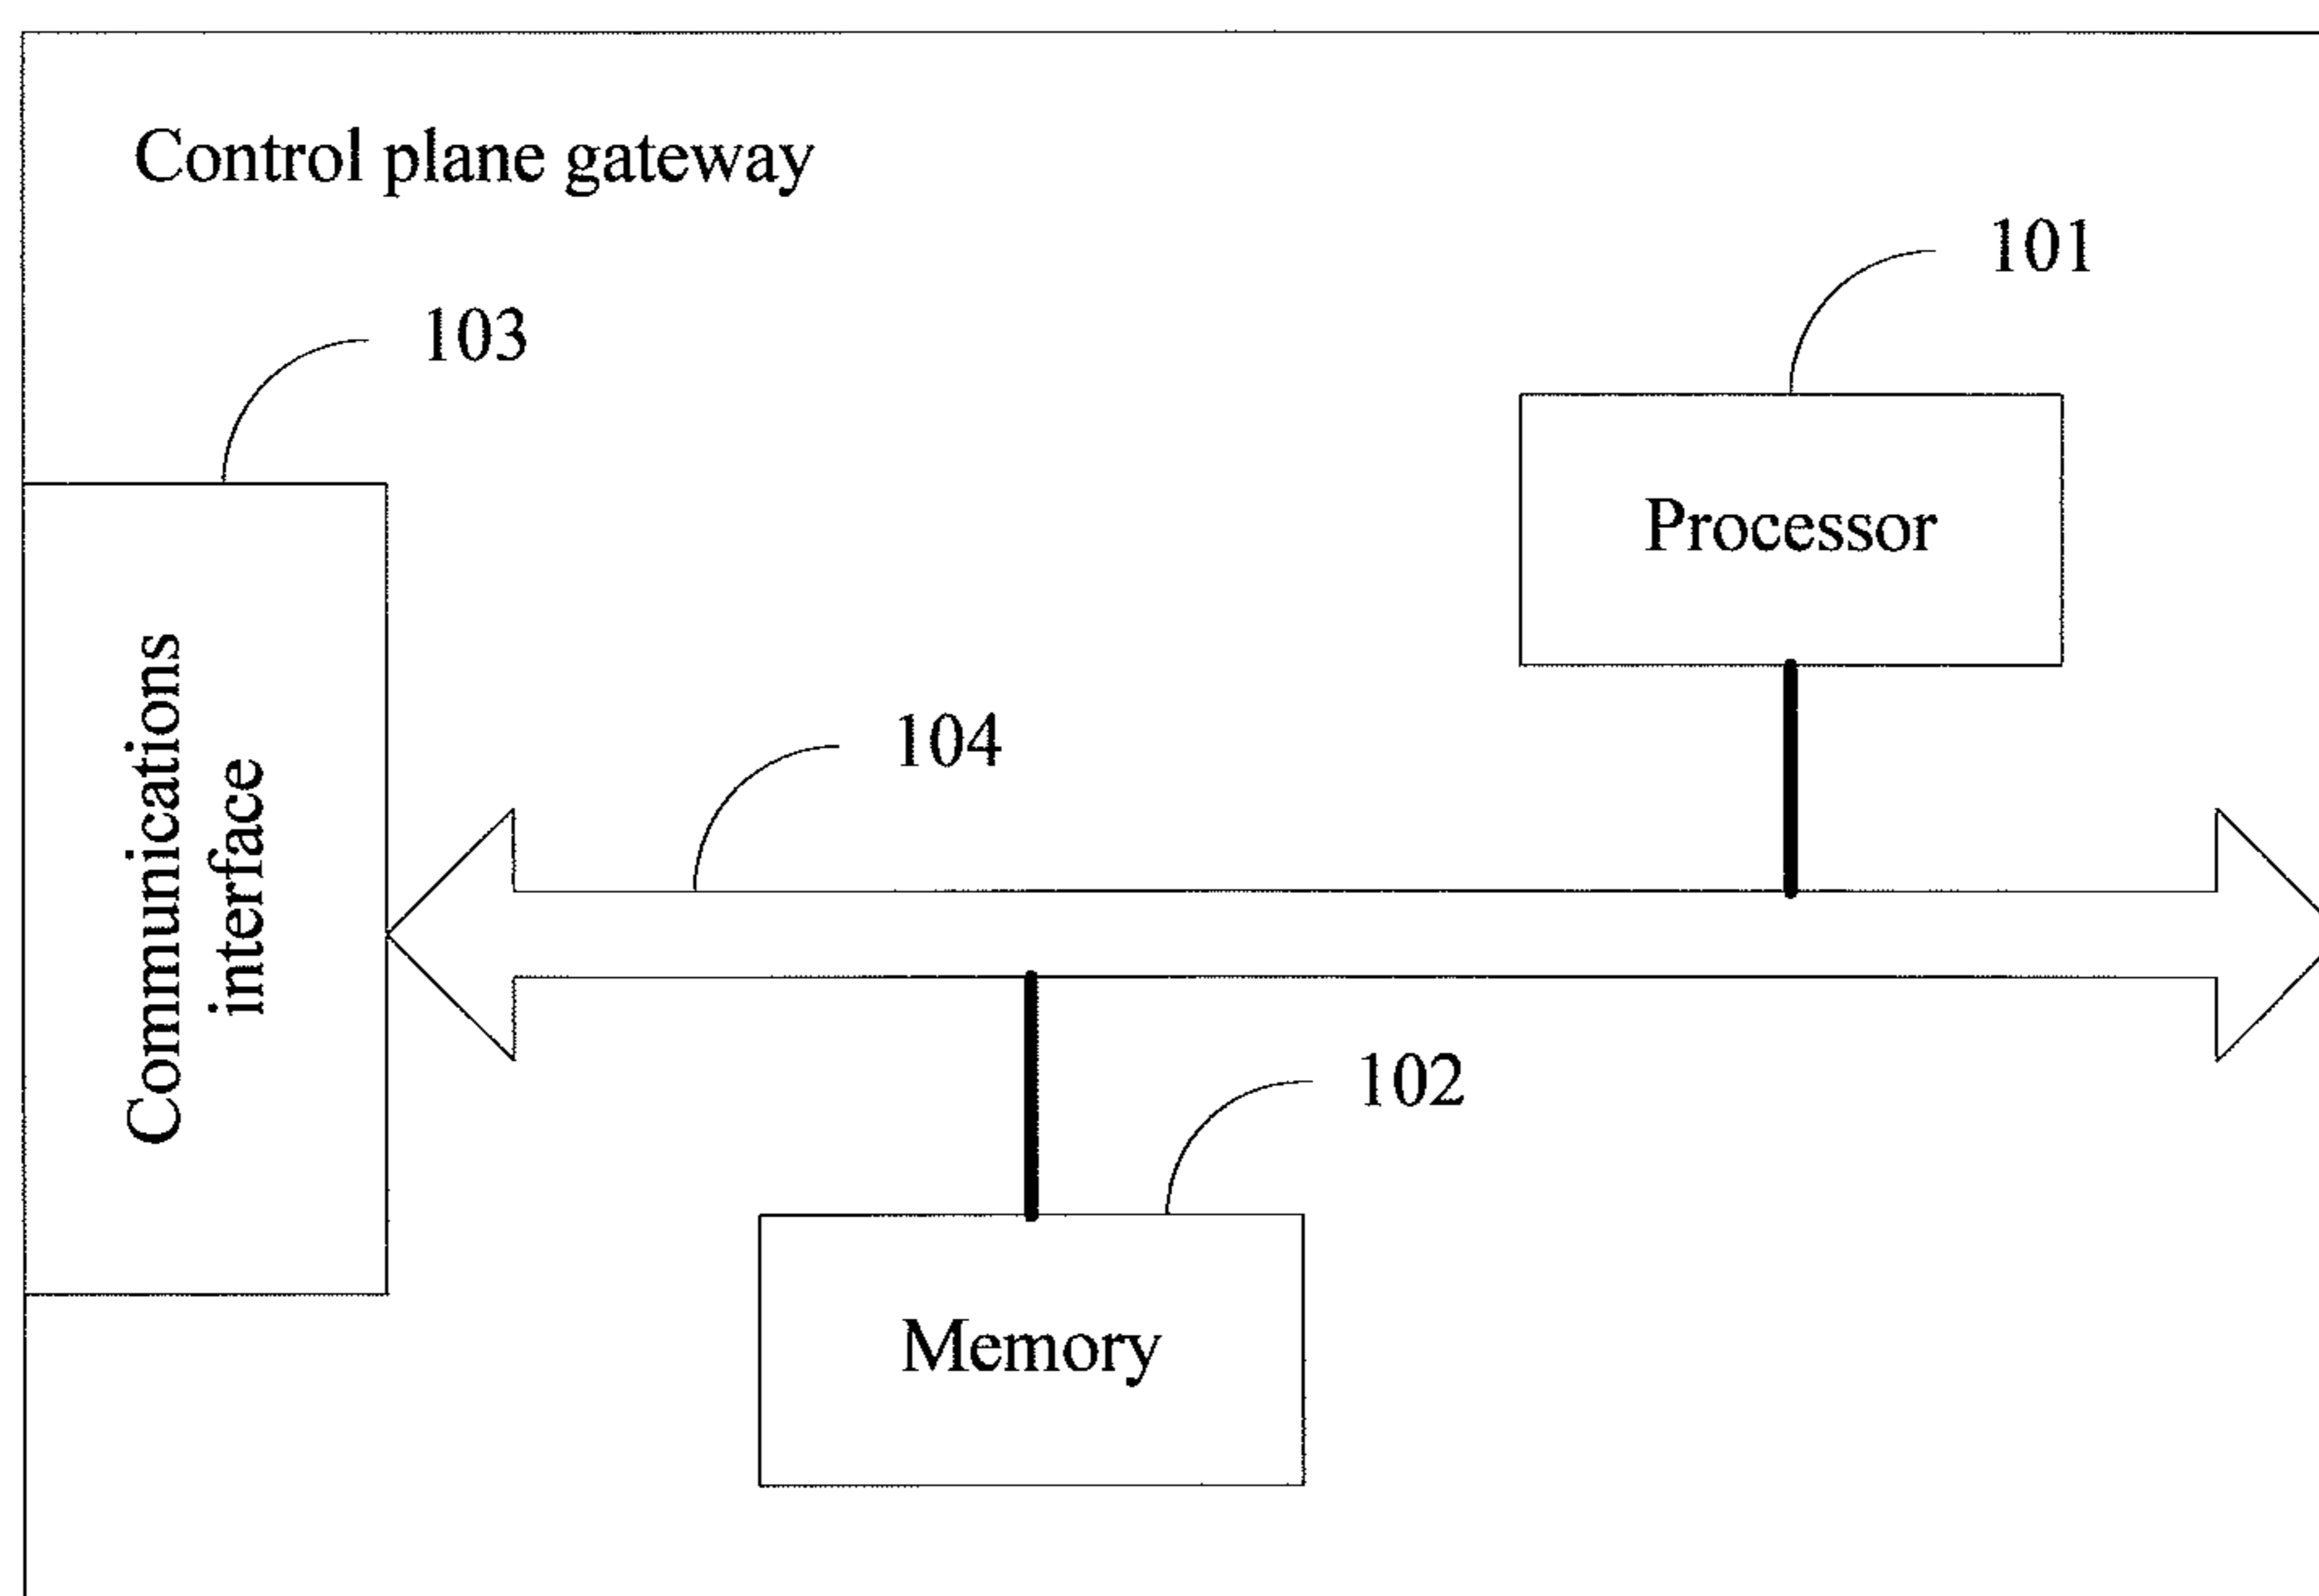 Control plane gateway
101
103
Processor
Communications
interface
104
102
Memory